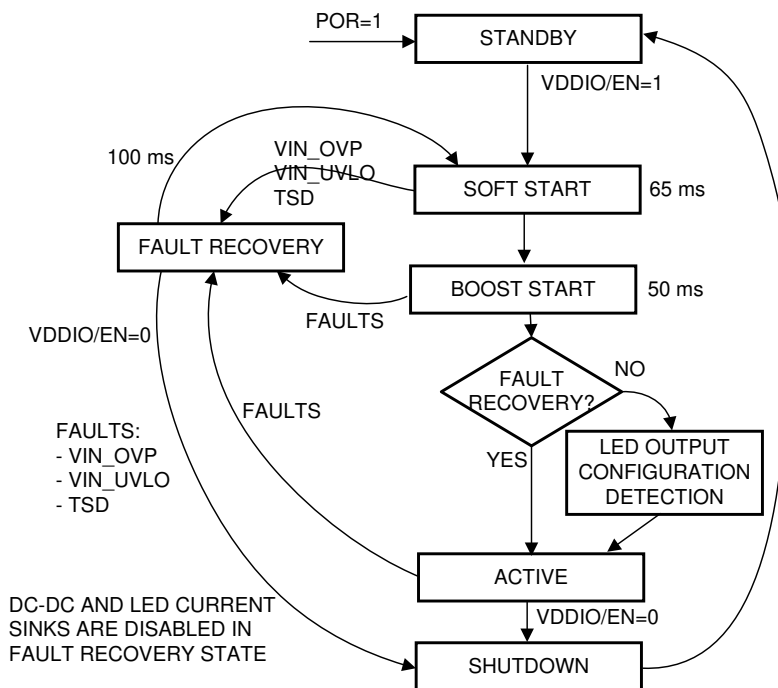 POR=1
STANDBY
VDDIO/EN=1
100 ms
VIN_OVP
VIN_UVLO
TSD
SOFT START
65 ms
FAULT RECOVERY
BOOST START
50 ms
FAULTS
VDDIO/EN=0
FAULT
RECOVERY?
NO
YES
FAULTS
LED OUTPUT
CONFIGURATION
DETECTION
FAULTS:
- VIN_OVP
- VIN_UVLO
- TSD
ACTIVE
VDDIO/EN=0
DC-DC AND LED CURRENT
SINKS ARE DISABLED IN
FAULT RECOVERY STATE
SHUTDOWN